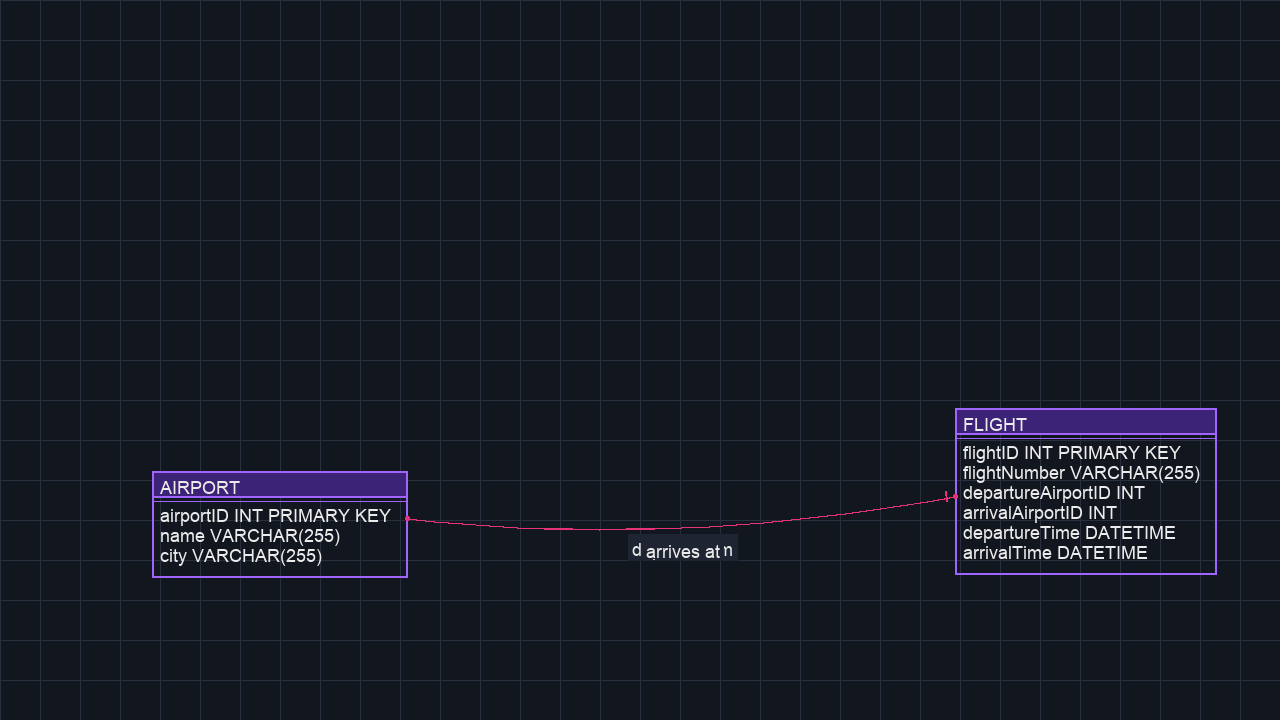 AIRPORT
airportID INT PRIMARY KEY
name VARCHAR(255)
city VARCHAR(255)
arrives at
FLIGHT
flightID INT PRIMARY KEY
flightNumber VARCHAR(255)
departureAirportID INT
arrivalAirportID INT
departureTime DATETIME
arrivalTime DATETIME